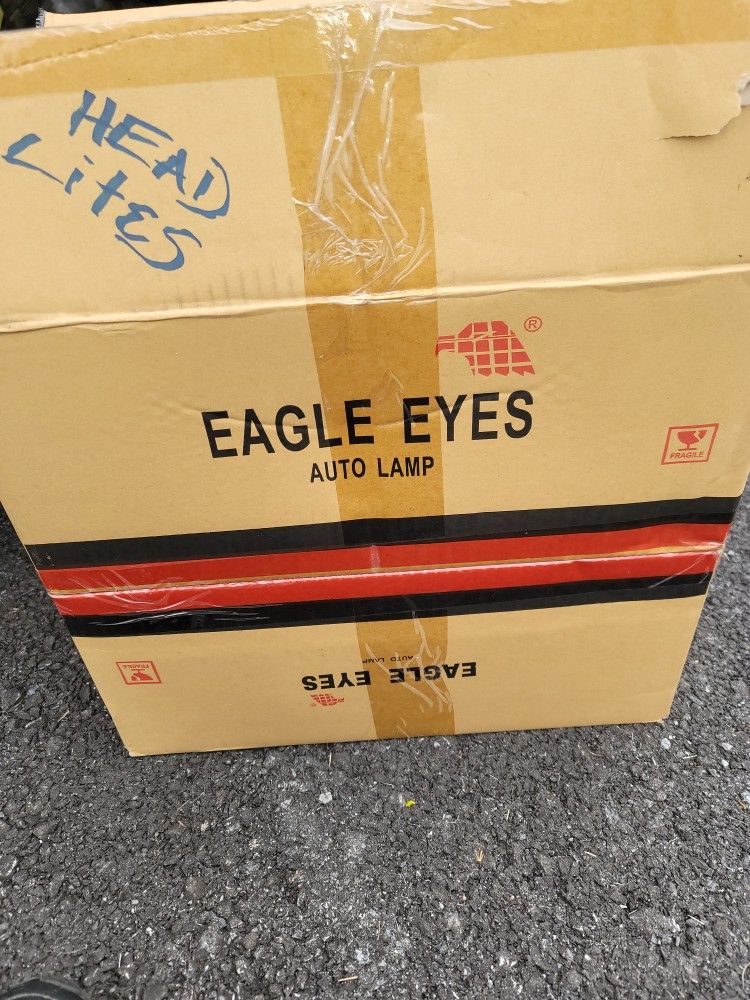 HEAD
LitES
®
EAGLE EYES
AUTO LAMP
FRAGILE
FRAGILE
AUTO LAMP
EAGLE EYES
®